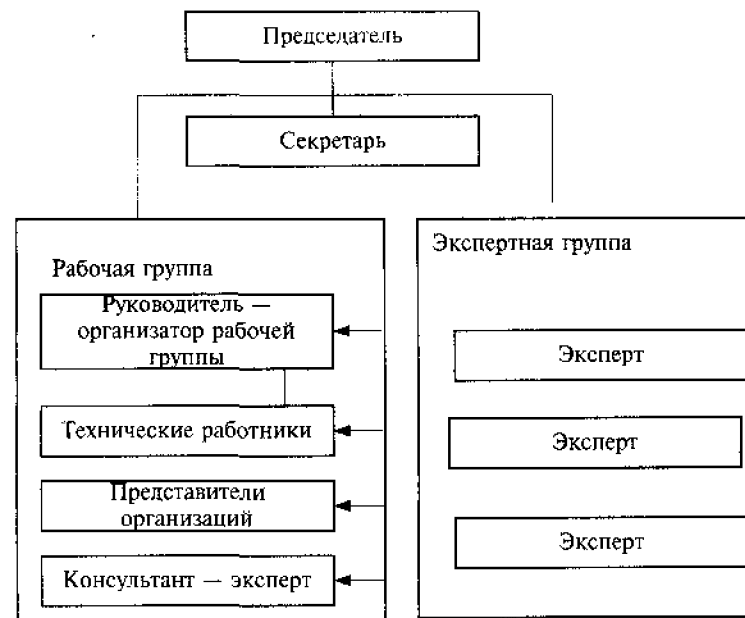 Председатель
Секретарь
Рабочая группа
Руководитель —
организатор рабочей
группы
Технические работники
Представители
организаций
Консультант — эксперт
Экспертная группа
Эксперт
Эксперт
Эксперт